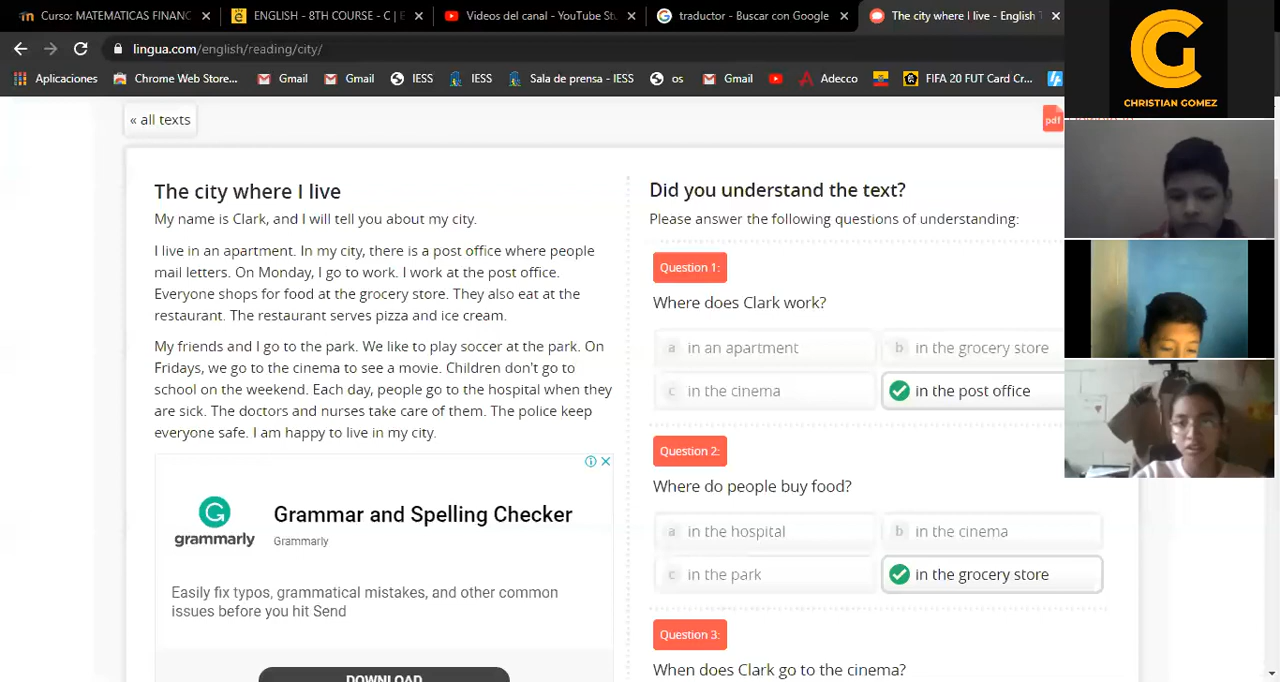 Curso: MATEMATICAS FINANC
ENGLISH - 8TH COURSE - C | E
Videos del canal - YouTube Stu
traductor - Buscar con Google
The city where I live - English T
lingua.com/english/reading/city/
Aplicaciones
Chrome Web Store...
Gmail
Gmail
IESS
IESS
Sala de prensa - IESS
os
Gmail
Adecco
FIFA 20 FUT Card Cr...
CHRISTIAN GOMEZ
« all texts
pdf
The city where I live
My name is Clark, and I will tell you about my city.
I live in an apartment. In my city, there is a post office where people
mail letters. On Monday, I go to work. I work at the post office.
Everyone shops for food at the grocery store. They also eat at the
restaurant. The restaurant serves pizza and ice cream.
My friends and I go to the park. We like to play soccer at the park. On
Fridays, we go to the cinema to see a movie. Children don't go to
school on the weekend. Each day, people go to the hospital when they
are sick. The doctors and nurses take care of them. The police keep
everyone safe. I am happy to live in my city.
grammarly
Grammar and Spelling Checker
Grammarly
Easily fix typos, grammatical mistakes, and other common
issues before you hit Send
DOWNLOAD
Did you understand the text?
Please answer the following questions of understanding:
Question 1:
Where does Clark work?
a in an apartment
b in the grocery store
c in the cinema
in the post office
Question 2:
Where do people buy food?
a in the hospital
b in the cinema
c in the park
in the grocery store
Question 3:
When does Clark go to the cinema?